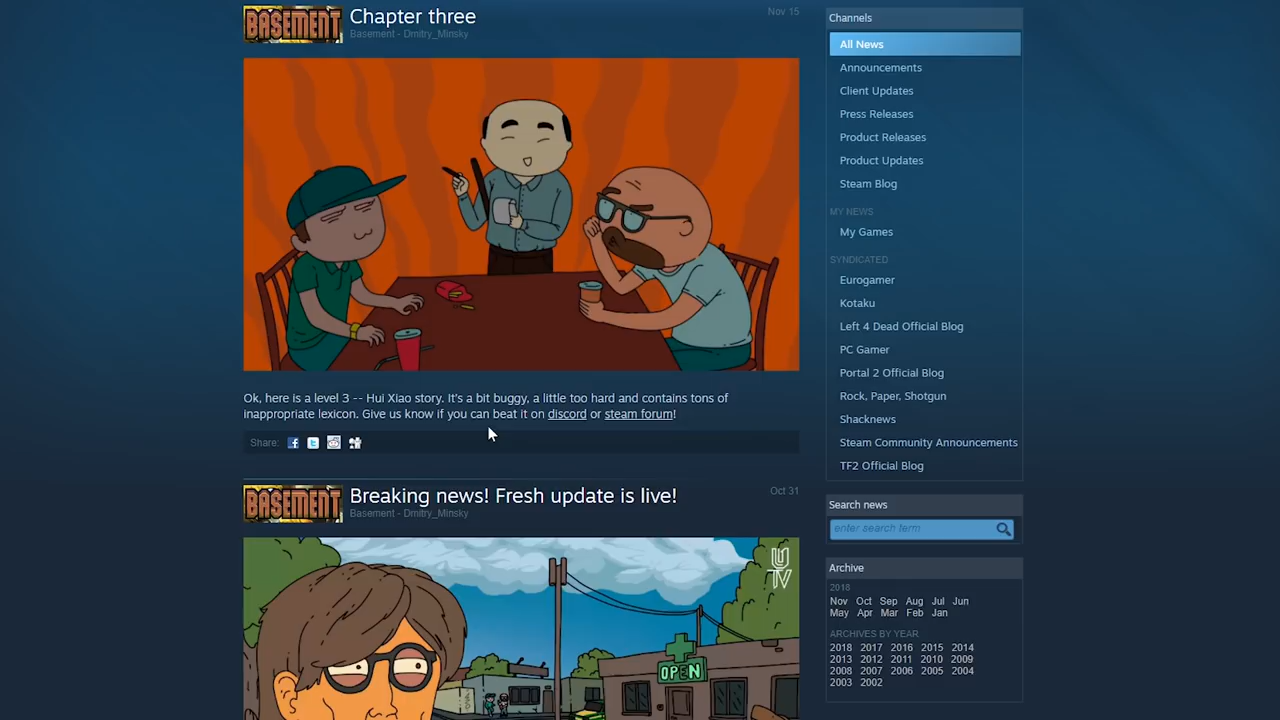 BASEMENT
Chapter three
Nov 15
Basement - Dmitry_Minsky
Ok, here is a level 3 -- Hui Xiao story. It's a bit buggy, a little too hard and contains tons of
inappropriate lexicon. Give us know if you can beat it on discord or steam forum!
Share:
BASEMENT
Breaking news! Fresh update is live!
Oct 31
Basement - Dmitry_Minsky
UTV
OPEN
Channels
All News
Announcements
Client Updates
Press Releases
Product Releases
Product Updates
Steam Blog
MY NEWS
My Games
SYNDICATED
Eurogamer
Kotaku
Left 4 Dead Official Blog
PC Gamer
Portal 2 Official Blog
Rock, Paper, Shotgun
Shacknews
Steam Community Announcements
TF2 Official Blog
Search news
enter search term
Archive
2018
Nov Oct Sep Aug Jul Jun
May Apr Mar Feb Jan
ARCHIVES BY YEAR
2018 2017 2016 2015 2014
2013 2012 2011 2010 2009
2008 2007 2006 2005 2004
2003 2002